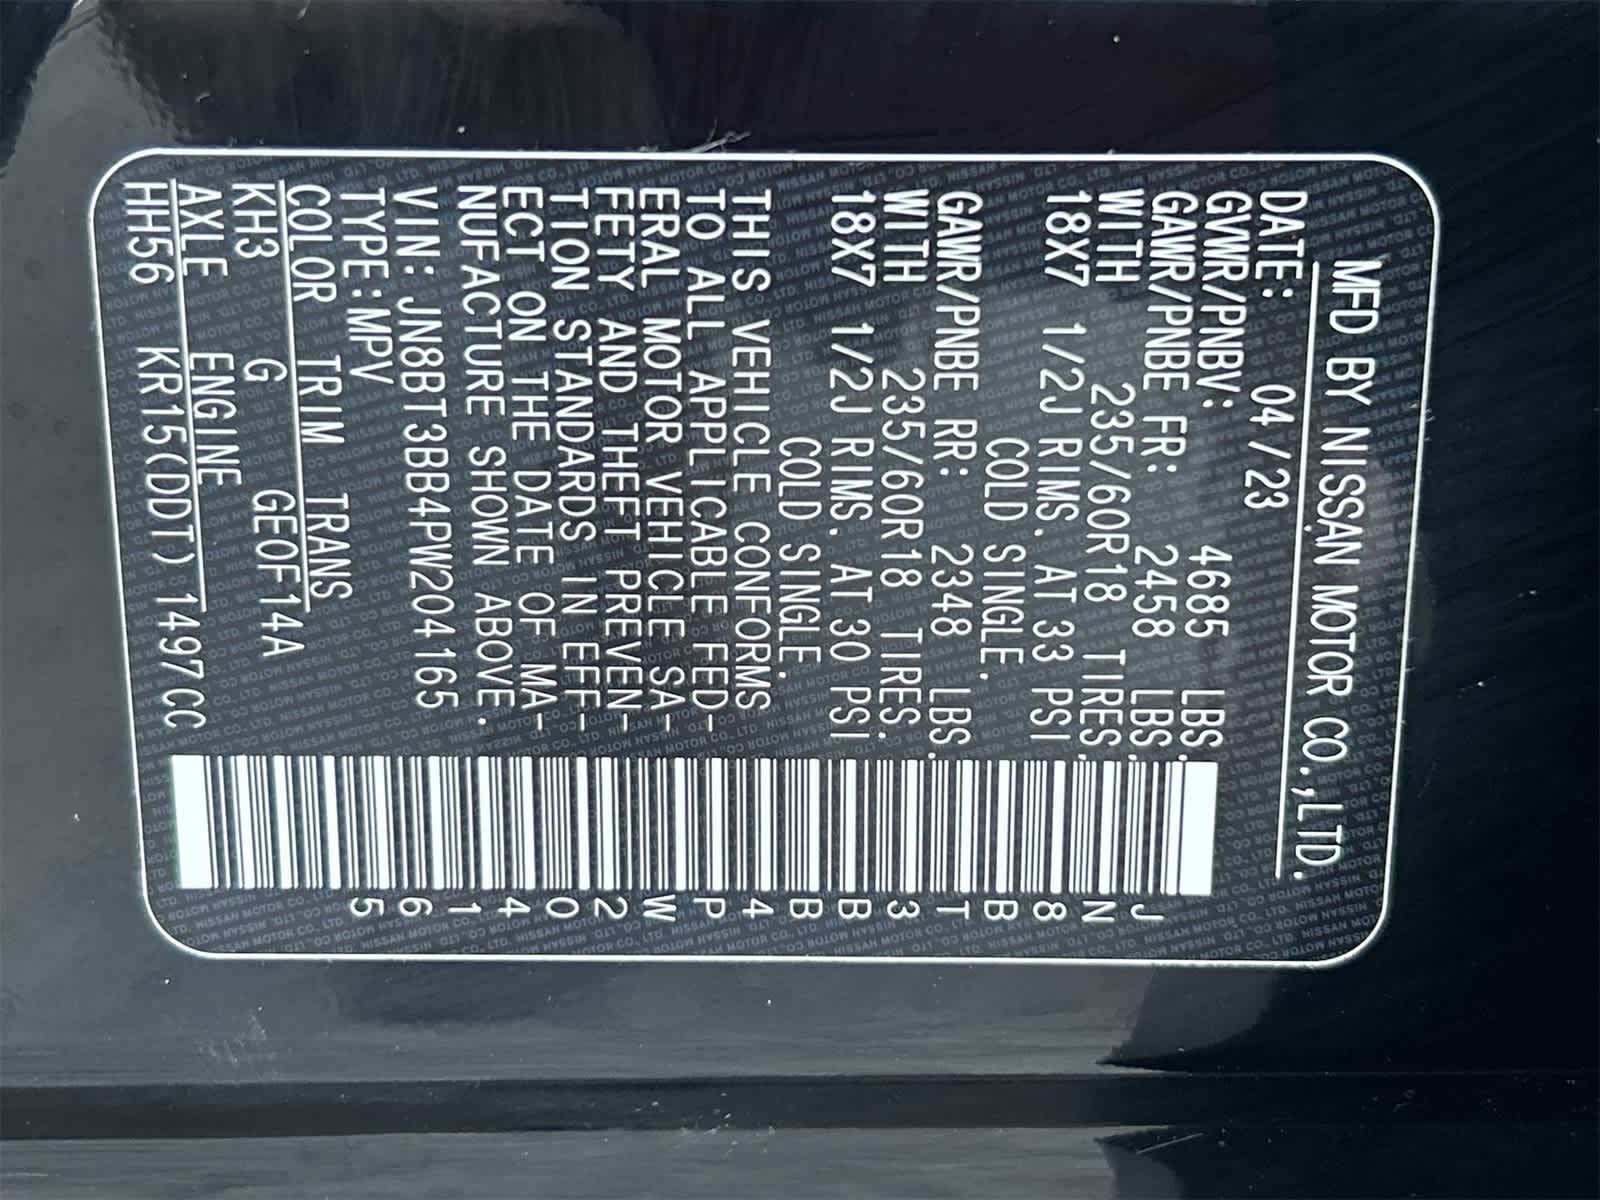 MFD BY NISSAN MOTOR CO.,LTD.
DATE: 04/23
GVWR/PNBV: 4685 LBS.
GAWR/PNBE FR: 2458 LBS.
WITH 235/60R18 TIRES,
18X7 1/2J RIMS. AT 33 PSI
COLD SINGLE.
GAWR/PNBE RR: 2348 LBS.
WITH 235/60R18 TIRES.
18X7 1/2J RIMS. AT 30 PSI
COLD SINGLE.
THIS VEHICLE CONFORMS
TO ALL APPLICABLE FED-
ERAL MOTOR VEHICLE SA-
FETY AND THEFT PREVEN-
TION STANDARDS IN EFF-
ECT ON THE DATE OF MA-
NUFACTURE SHOWN ABOVE.
VIN: JN8BT3BB4PW204165
TYPE:MPV
COLOR TRIM TRANS
KH3 G GE0F14A
AXLE ENGINE
HH56 KR15(DDT) 1497CC
JN8BT3BB4PW204165